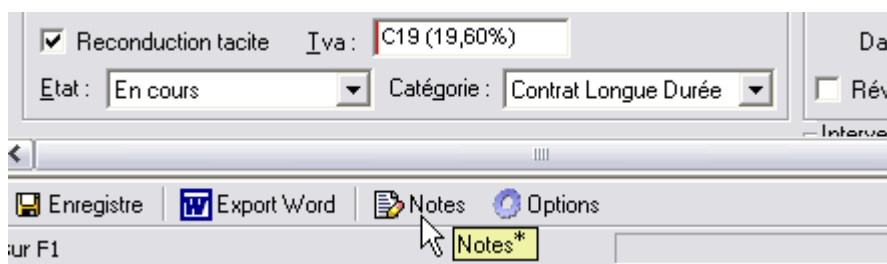 Reconduction tacite Tva : C19 (19,60%) Da
Etat : En cours Catégorie : Contrat Longue Durée Rév
Interve
Enregistre Export Word Notes Options
sur F1 Notes*